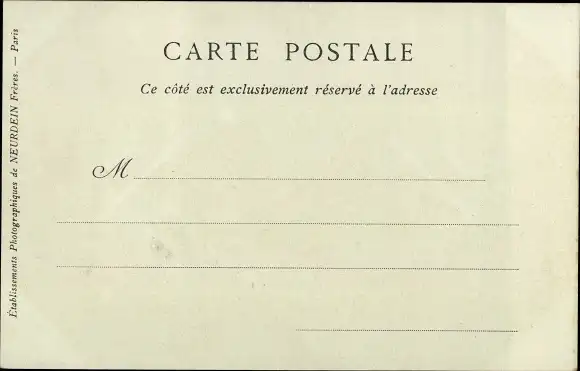 CARTE POSTALE
Ce côté est exclusivement réservé à l'adresse
M
Établissements Photographiques de NEURDEIN Frères. — Paris